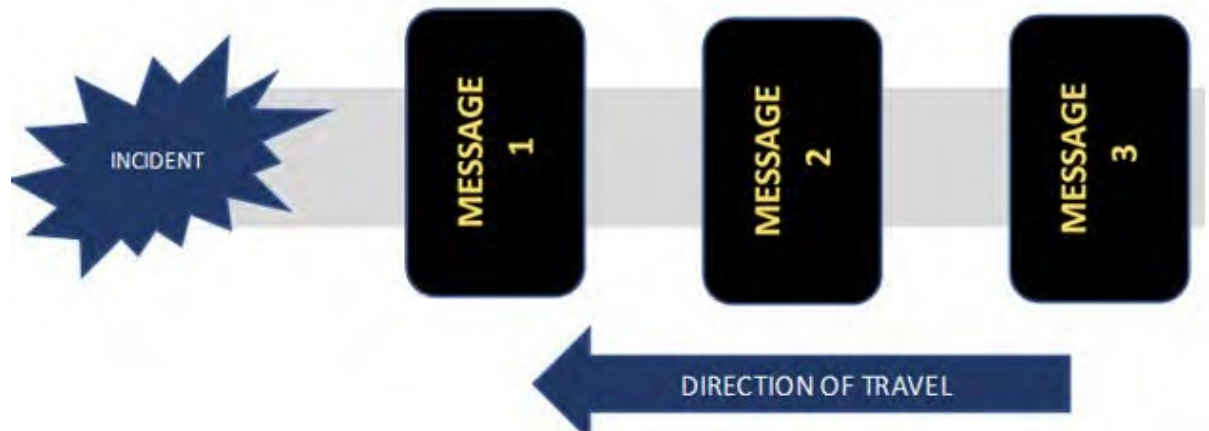 INCIDENT
MESSAGE
1
MESSAGE
2
MESSAGE
3
DIRECTION OF TRAVEL